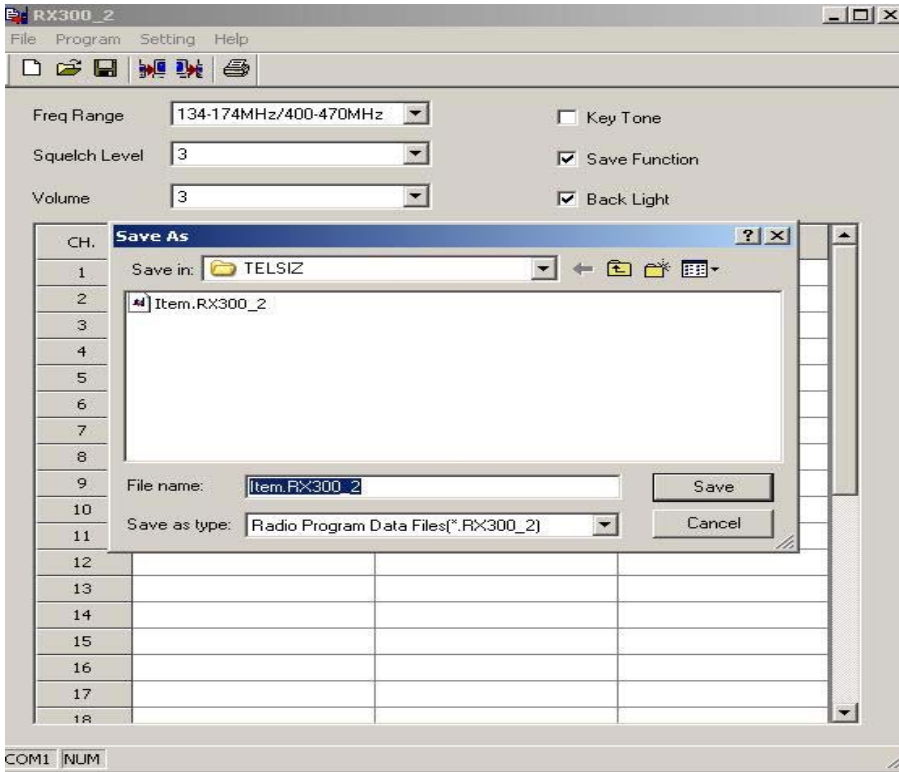 RX300_2
File Program Setting Help
Freq Range 134-174MHz/400-470MHz Key Tone
Squelch Level 3 Save Function
Volume 3 Back Light
CH. Save As
1 Save in: TELSIZ
2 Item.RX300_2
3
4
5
6
7
8
9 File name: Item.RX300_2 Save
10
11 Save as type: Radio Program Data Files(*.RX300_2) Cancel
12
13
14
15
16
17
18
COM1 NUM